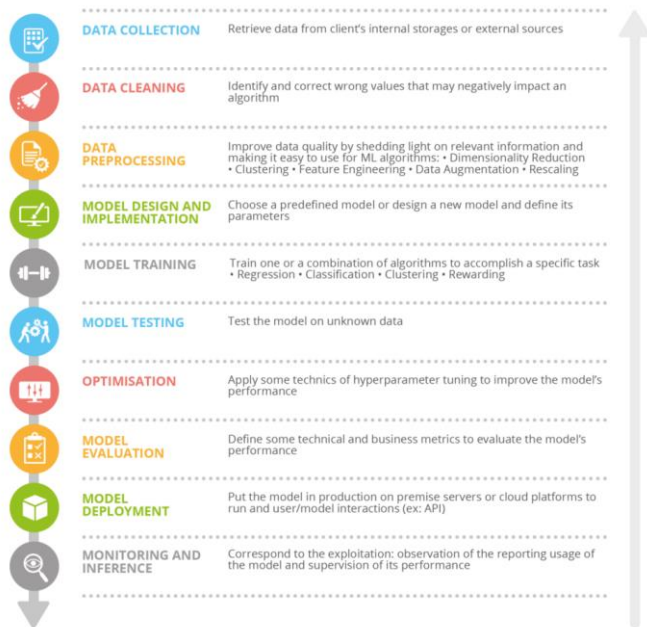 DATA COLLECTION
Retrieve data from client's internal storages or external sources
DATA CLEANING
Identify and correct wrong values that may negatively impact an
algorithm
DATA
PREPROCESSING
Improve data quality by shedding light on relevant information and
making it easy to use for ML algorithms: • Dimensionality Reduction
• Clustering • Feature Engineering • Data Augmentation • Rescaling
MODEL DESIGN AND
IMPLEMENTATION
Choose a predefined model or design a new model and define its
parameters
MODEL TRAINING
Train one or a combination of algorithms to accomplish a specific task
• Regression • Classification • Clustering • Rewarding
MODEL TESTING
Test the model on unknown data
OPTIMISATION
Apply some technics of hyperparameter tuning to improve the model's
performance
MODEL
EVALUATION
Define some technical and business metrics to evaluate the model's
performance
MODEL
DEPLOYMENT
Put the model in production on premise servers or cloud platforms to
run and user/model interactions (ex: API)
MONITORING AND
INFERENCE
Correspond to the exploitation: observation of the reporting usage of
the model and supervision of its performance